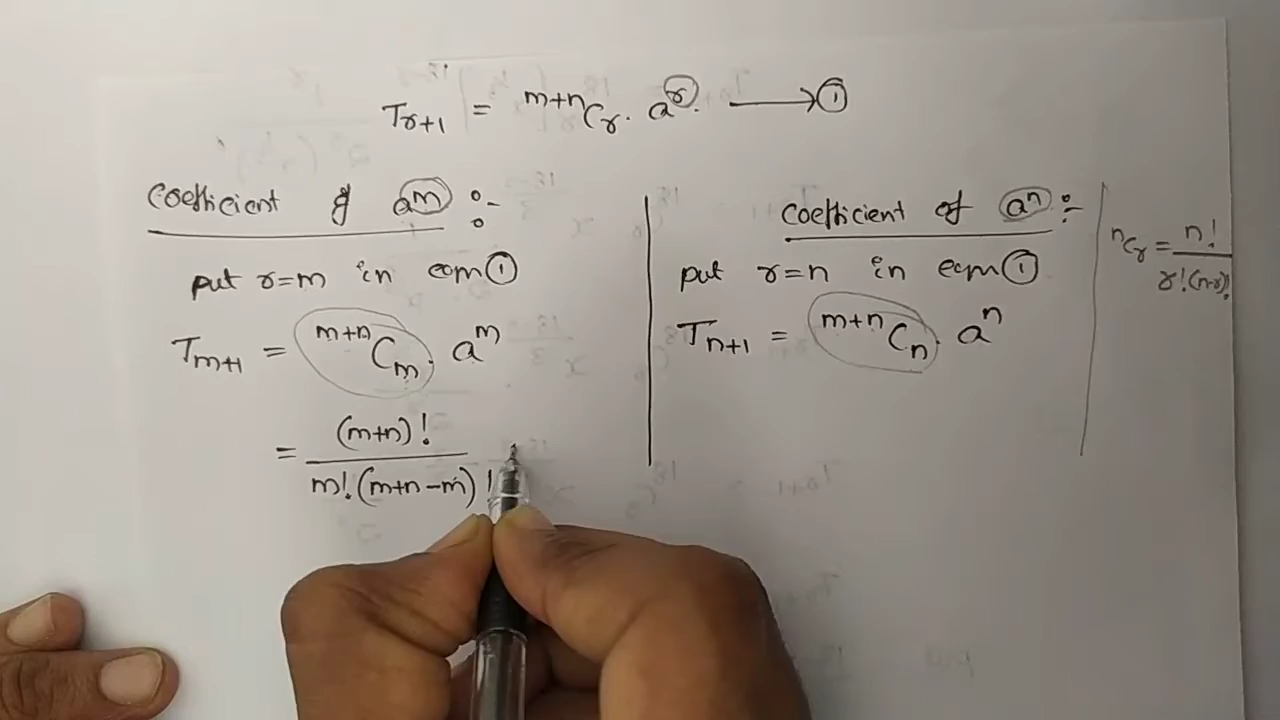 Tr+1 = m+nCr . a^r. → ①
coefficient of a^m :-
put r=m in eqn ①
Tm+1 = m+nCm . a^m
= (m+n)! / m! . (m+n-m)!
coefficient of a^n :-
put r=n in eqn ①
Tn+1 = m+nCn . a^n
nCr = n! / r! (n-r)!